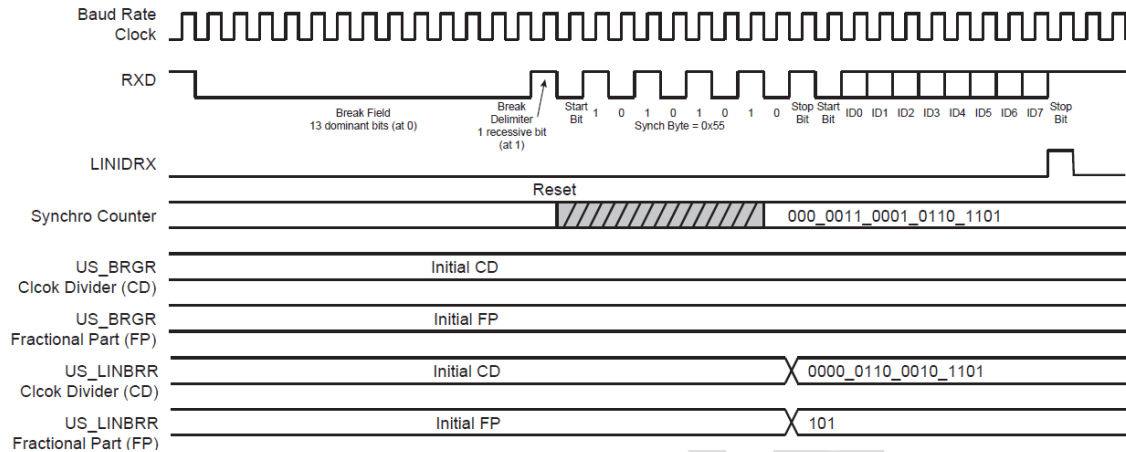 Baud Rate
Clock
RXD
Break Field
13 dominant bits (at 0)
Break
Delimiter
1 recessive bit
(at 1)
Start
Bit
1 0 1 0 1 0 1 0
Synch Byte = 0x55
Stop
Bit
Start
Bit
ID0 ID1 ID2 ID3 ID4 ID5 ID6 ID7
Stop
Bit
LINIDRX
Reset
Synchro Counter
000_0011_0001_0110_1101
US_BRGR
Clcok Divider (CD)
Initial CD
US_BRGR
Fractional Part (FP)
Initial FP
US_LINBRR
Clcok Divider (CD)
Initial CD
0000_0110_0010_1101
US_LINBRR
Fractional Part (FP)
Initial FP
101